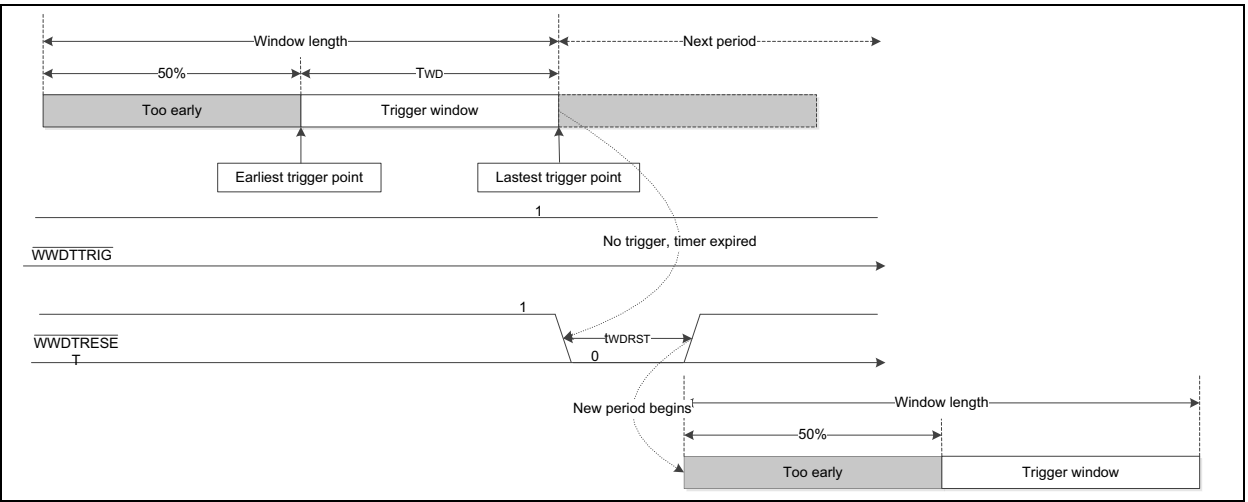 Window length
Next period
50%
TWD
Too early
Trigger window
Earliest trigger point
Lastest trigger point
1
No trigger, timer expired
WWDTTRIG
1
WWDTRESE
T
tWDRST
0
New period begins
Window length
50%
Too early
Trigger window